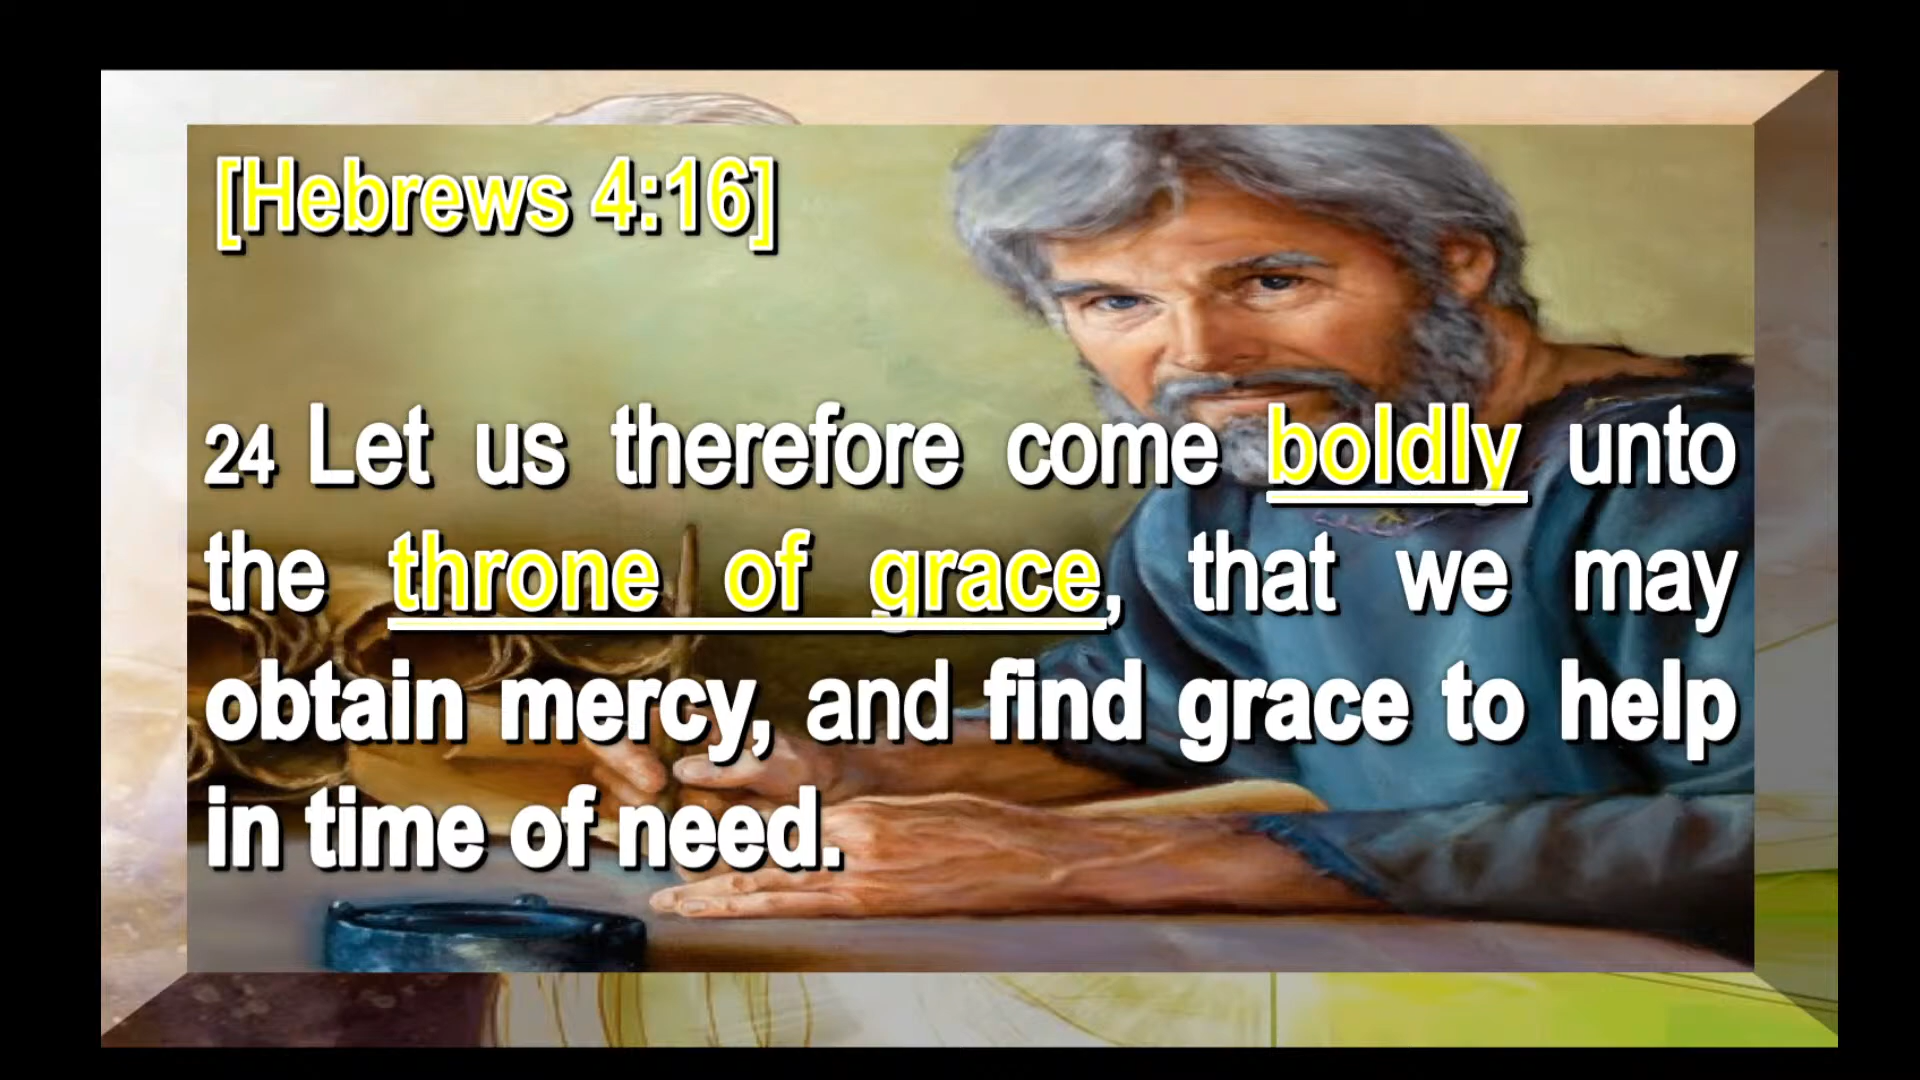 [Hebrews 4:16]
24 Let us therefore come boldly unto
the throne of grace, that we may
obtain mercy, and find grace to help
in time of need.